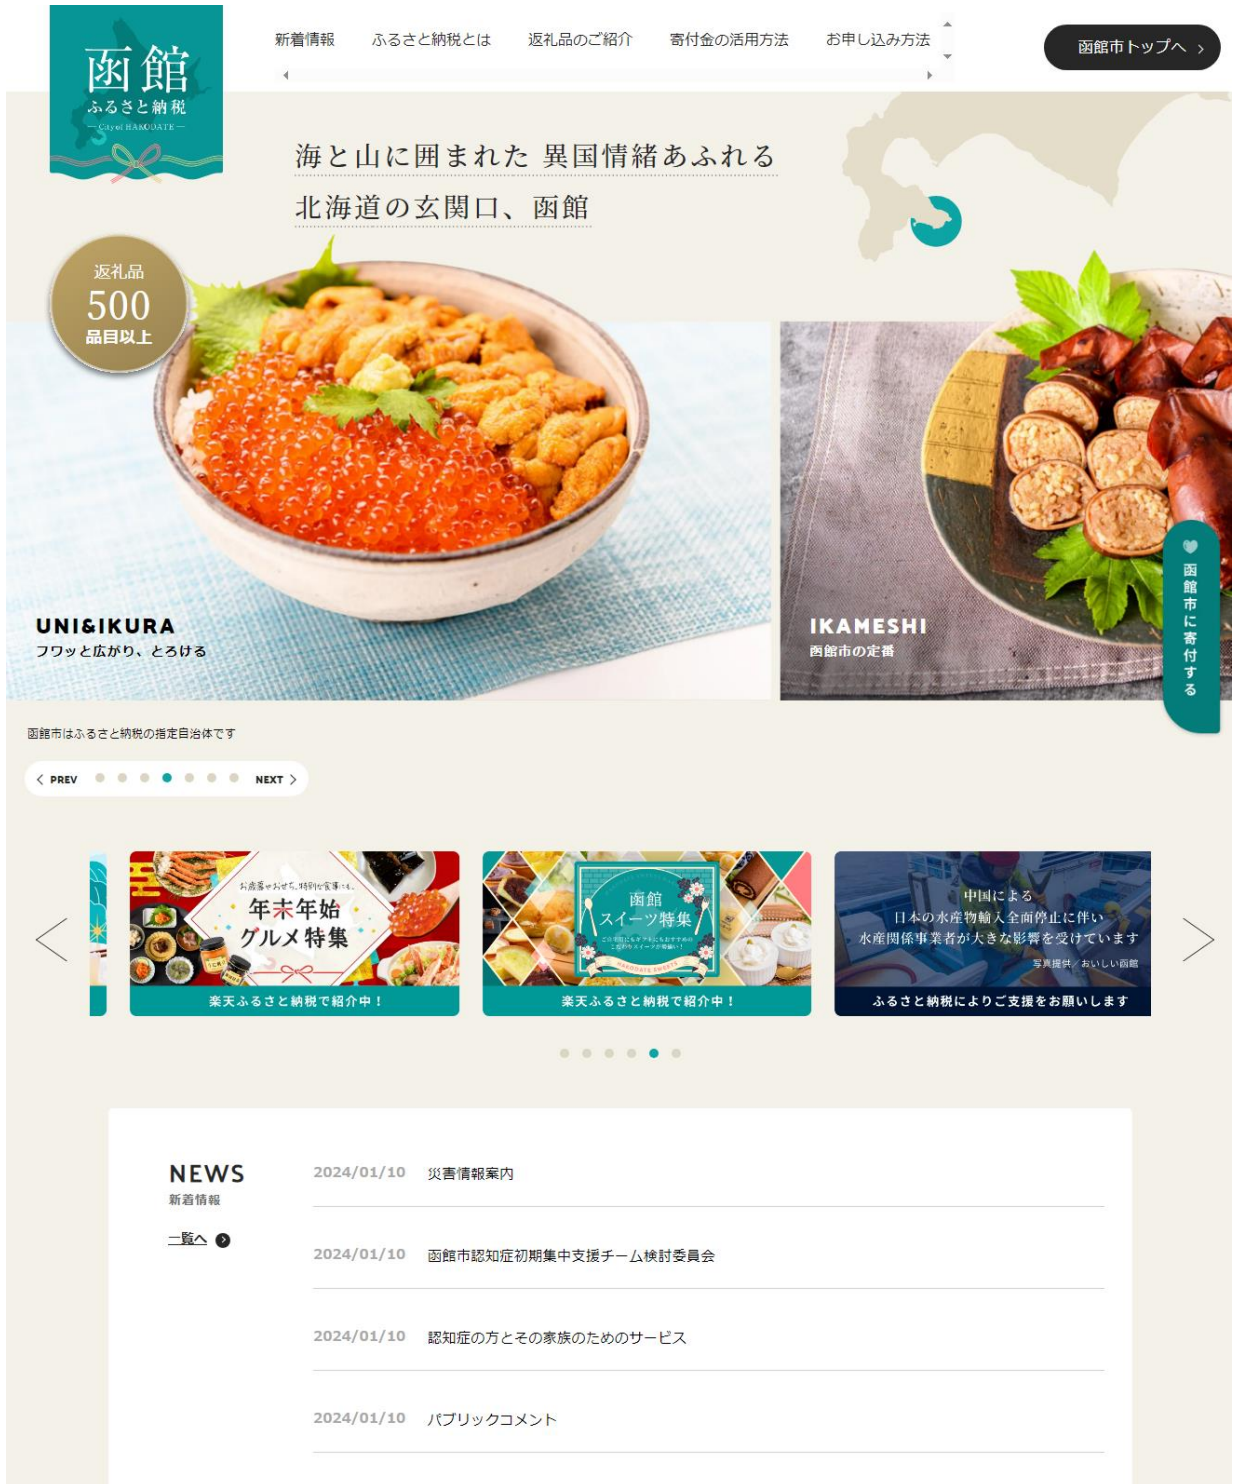 函館
ふるさと納税
City of HAKODATE
新着情報
ふるさと納税とは
返礼品のご紹介
寄付金の活用方法
お申し込み方法
函館市トップへ
海と山に囲まれた 異国情緒あふれる
北海道の玄関口、函館
返礼品
500
品目以上
UNI&IKURA
フワッと広がり、とろける
IKAMESHI
函館市の定番
函館市に寄付する
函館市はふるさと納税の指定自治体です
PREV
NEXT
お歳暮やおせち、特別な食事にも。
年末年始
グルメ特集
楽天ふるさと納税で紹介中！
函館
スイーツ特集
HAKODATE SWEETS
楽天ふるさと納税で紹介中！
中国による
日本の水産物輸入全面停止に伴い
水産関係事業者が大きな影響を受けています
写真提供／おいしい函館
ふるさと納税によりご支援をお願いします
NEWS
新着情報
一覧へ
2024/01/10 災害情報案内
2024/01/10 函館市認知症初期集中支援チーム検討委員会
2024/01/10 認知症の方とその家族のためのサービス
2024/01/10 パブリックコメント